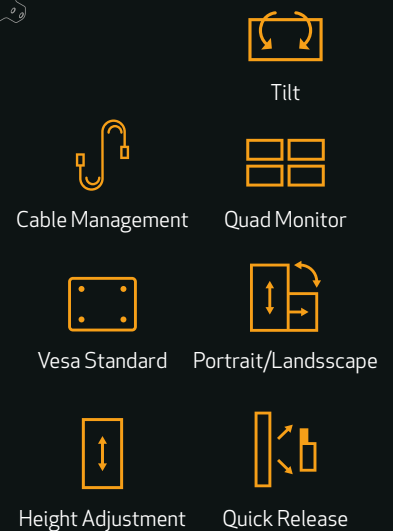 Tilt
Cable Management
Quad Monitor
Vesa Standard
Portrait/Landsscape
Height Adjustment
Quick Release